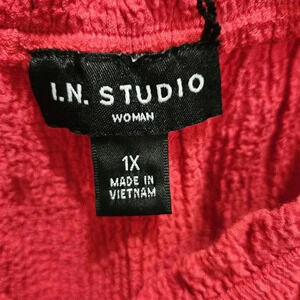 I.N. STUDIO
WOMAN
1X
MADE IN
VIETNAM